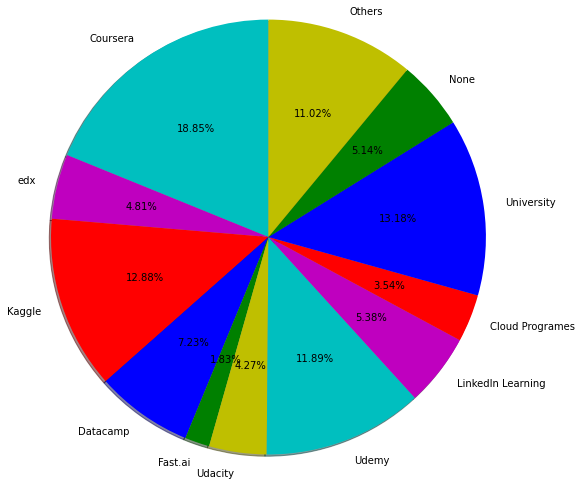 Others
Coursera
None
11.02%
18.85%
5.14%
edx
University
4.81%
13.18%
12.88%
3.54%
Kaggle
5.38%
Cloud Programes
7.23%
1.83%
4.27%
11.89%
LinkedIn Learning
Datacamp
Fast.ai
Udacity
Udemy